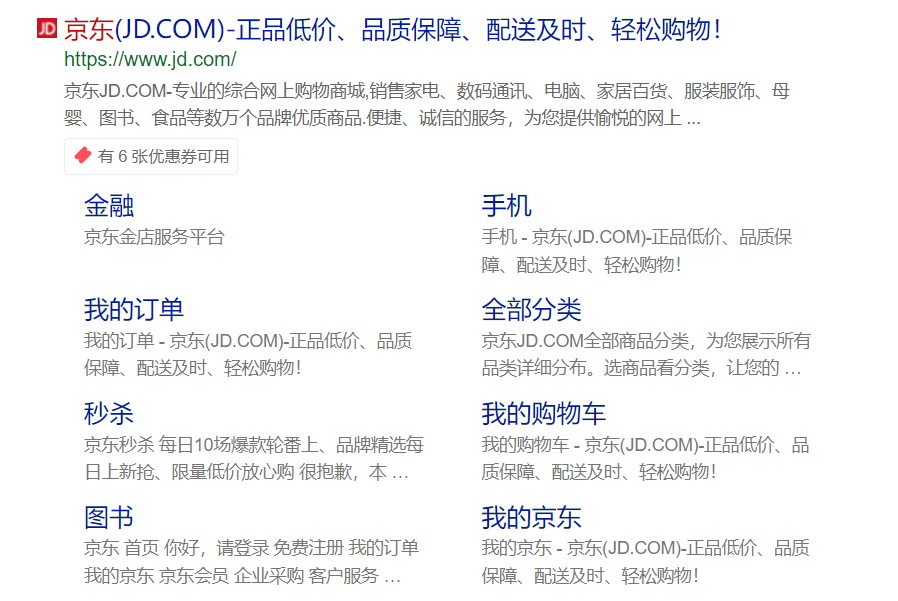 JD 京东(JD.COM)-正品低价、品质保障、配送及时、轻松购物！
https://www.jd.com/
京东JD.COM-专业的综合网上购物商城,销售家电、数码通讯、电脑、家居百货、服装服饰、母
婴、图书、食品等数万个品牌优质商品.便捷、诚信的服务，为您提供愉悦的网上 ...
有 6 张优惠券可用
金融
京东金店服务平台
手机
手机 - 京东(JD.COM)-正品低价、品质保
障、配送及时、轻松购物！
我的订单
我的订单 - 京东(JD.COM)-正品低价、品质
保障、配送及时、轻松购物！
全部分类
京东JD.COM全部商品分类，为您展示所有
品类详细分布。选商品看分类，让您的 …
秒杀
京东秒杀 每日10场爆款轮番上、品牌精选每
日上新抢、限量低价放心购 很抱歉，本 …
我的购物车
我的购物车 - 京东(JD.COM)-正品低价、品
质保障、配送及时、轻松购物！
图书
京东 首页 你好，请登录 免费注册 我的订单
我的京东 京东会员 企业采购 客户服务 …
我的京东
我的京东 - 京东(JD.COM)-正品低价、品质
保障、配送及时、轻松购物！